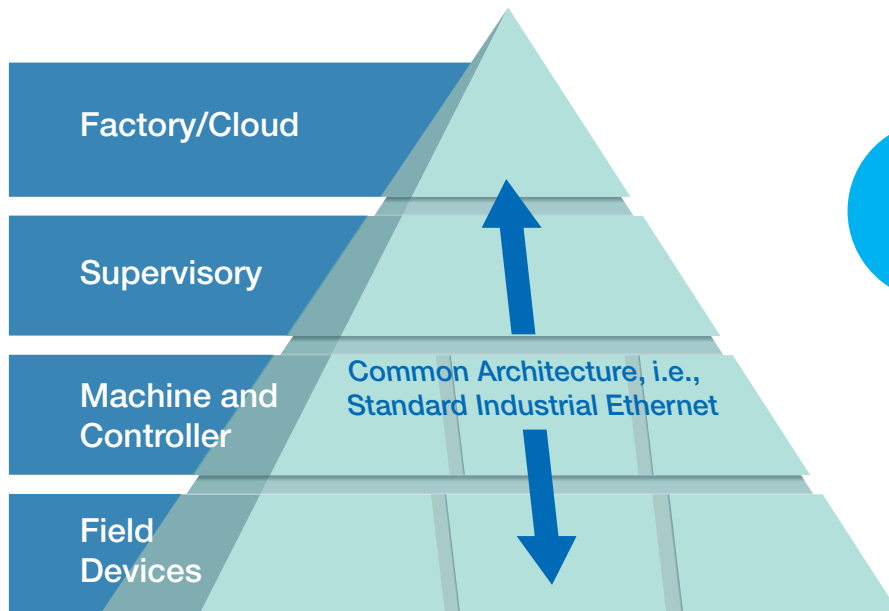 Factory/Cloud
Supervisory
Common Architecture, i.e.,
Standard Industrial Ethernet
Machine and
Controller
Field
Devices